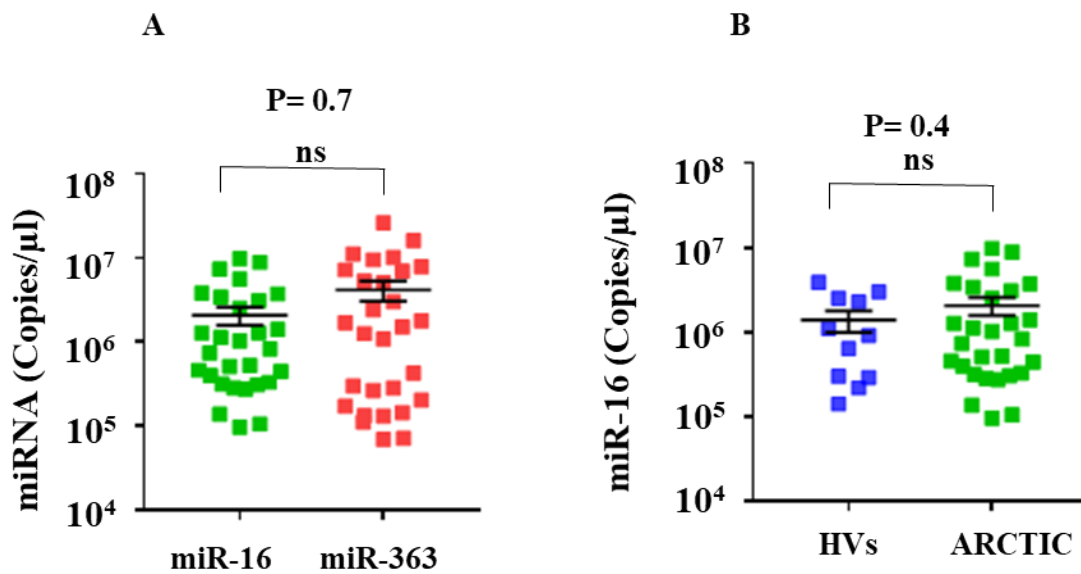 A
P= 0.7
ns
miRNA (Copies/µl)
10⁸
10⁷
10⁶
10⁵
10⁴
miR-16 miR-363
B
P= 0.4
ns
miR-16 (Copies/µl)
10⁸
10⁷
10⁶
10⁵
10⁴
HVs ARCTIC